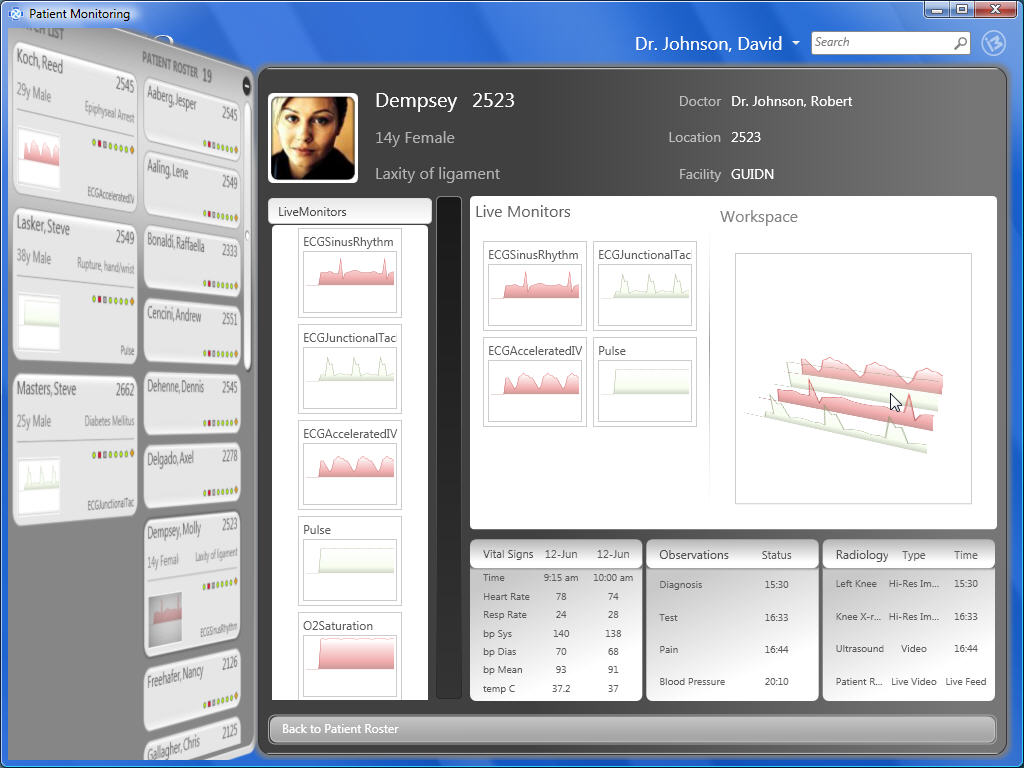 Patient Monitoring
Dr. Johnson, David
Search
LIST
Koch, Reed 2545
29y Male
Epiphyseal Arrest
ECGAcceleratedIV
Lasker, Steve 2549
38y Male
Rupture, hand/wrist
Pulse
Masters, Steve 2662
25y Male
Diabetes Mellitus
ECGJunctionalTac
PATIENT ROSTER 19
Aaberg, Jesper 2545
Aaling, Lene 2549
Bonaldi, Raffaella 2333
Cencini, Andrew 2551
Dehenne, Dennis 2545
Delgado, Axel 2278
Dempsey, Molly 2523
14y Femal
Laxity of ligament
ECGSinusRhythm
Freehafer, Nancy 2126
Gallagher, Chris 2125
Dempsey 2523
14y Female
Laxity of ligament
Doctor Dr. Johnson, Robert
Location 2523
Facility GUIDN
LiveMonitors
ECGSinusRhythm
ECGJunctionalTac
ECGAcceleratedIV
Pulse
O2Saturation
Live Monitors
ECGSinusRhythm ECGJunctionalTac
ECGAcceleratedIV Pulse
Workspace
Vital Signs 12-Jun 12-Jun
Time 9:15 am 10:00 am
Heart Rate 78 74
Resp Rate 24 28
bp Sys 140 138
bp Dias 70 68
bp Mean 93 91
temp C 37.2 37
Observations Status
Diagnosis 15:30
Test 16:33
Pain 16:44
Blood Pressure 20:10
Radiology Type Time
Left Knee Hi-Res Im... 15:30
Knee X-r... Hi-Res Im... 16:33
Ultrasound Video 16:44
Patient R... Live Video Live Feed
Back to Patient Roster